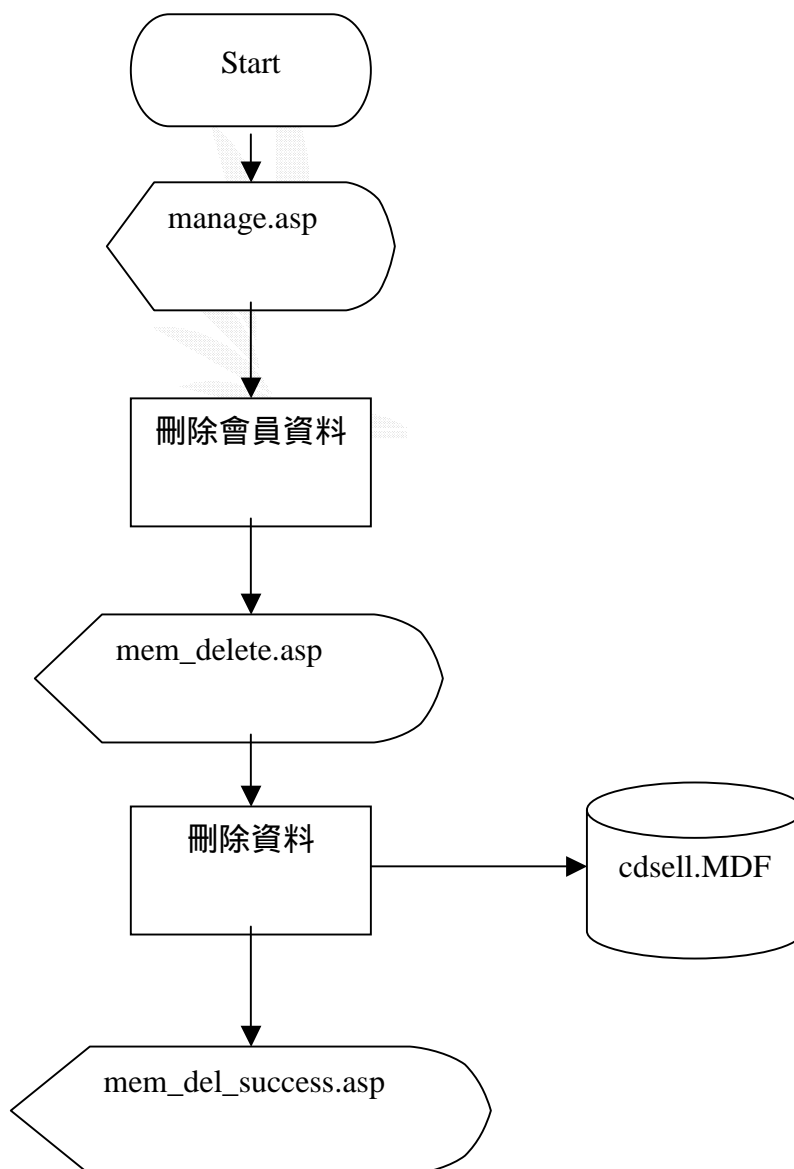 Start
manage.asp
刪除會員資料
mem_delete.asp
刪除資料
cdsell.MDF
mem_del_success.asp